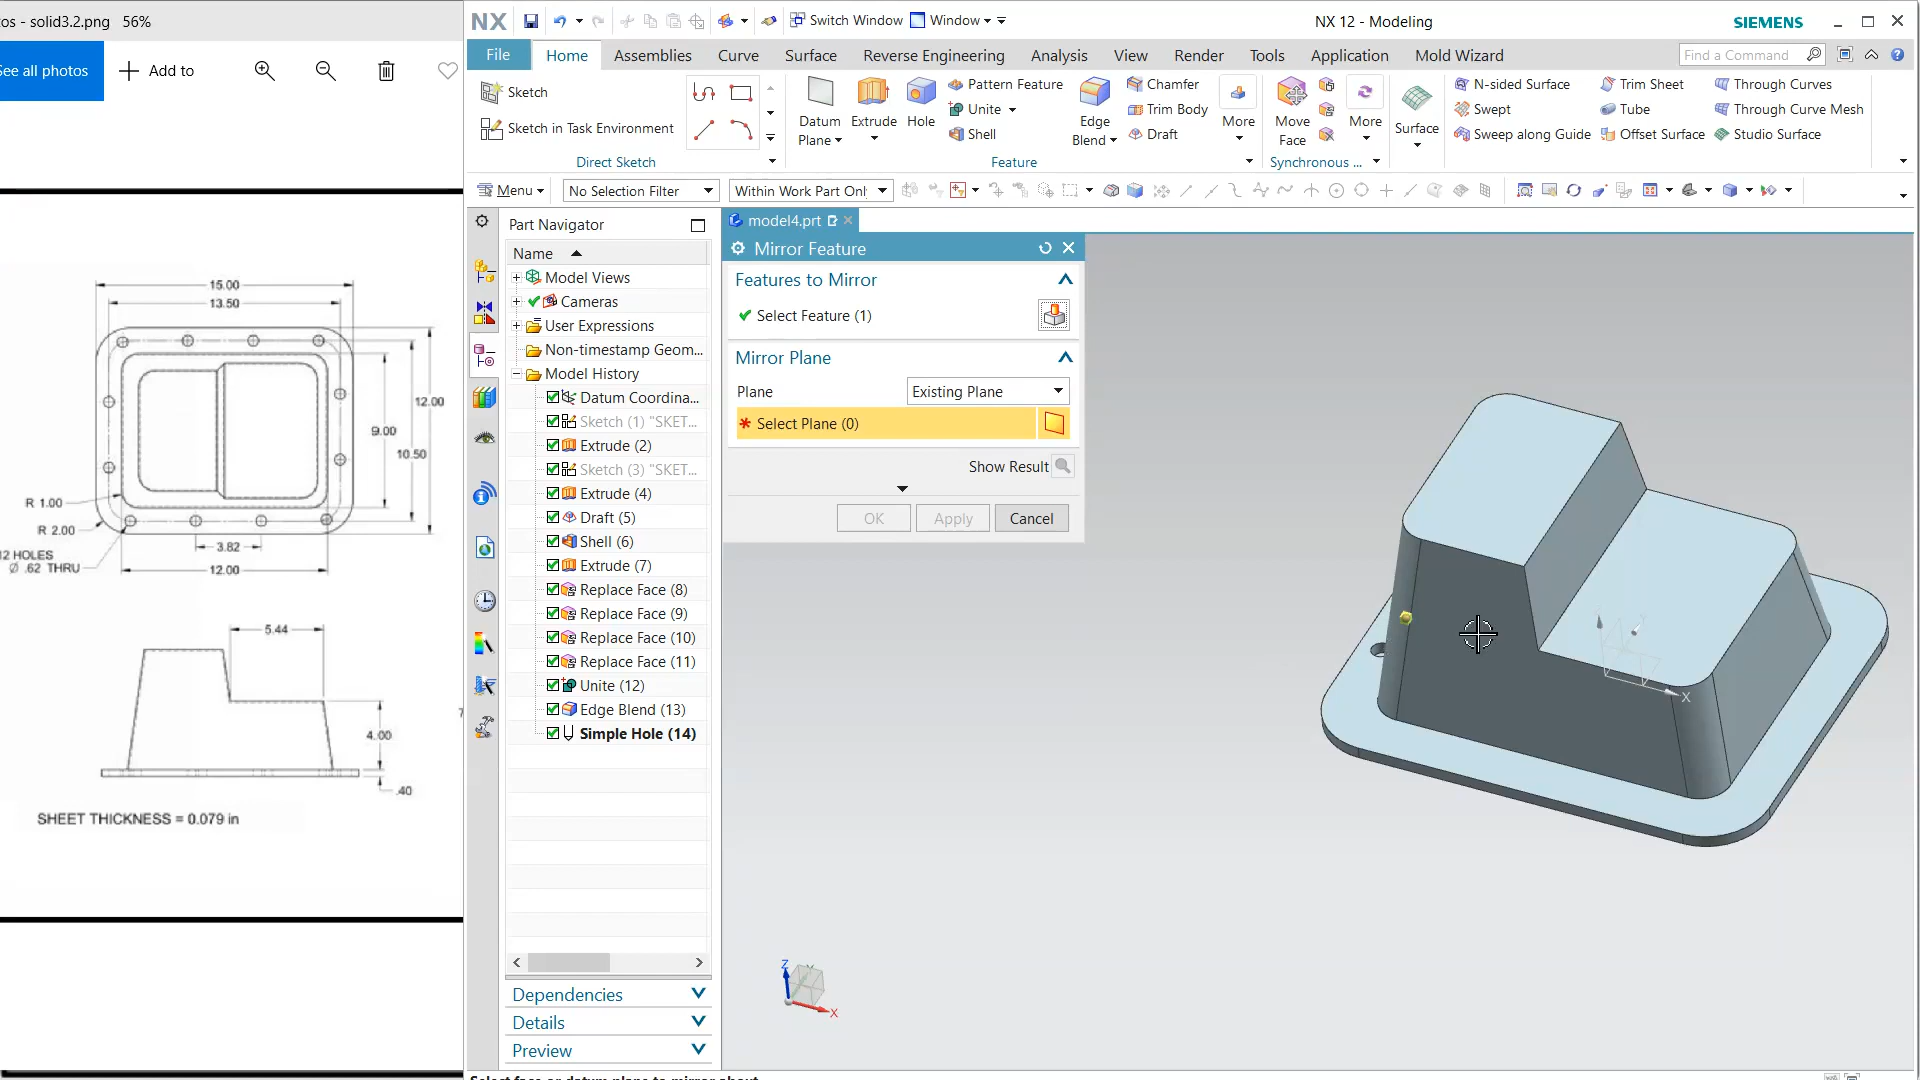 os - solid3.2.png   56%
See all photos
Add to
15.00
13.50
12.00
9.00
10.50
R 1.00
R 2.00
3.82
12 HOLES
Ø .62 THRU
12.00
5.44
4.00
.40
SHEET THICKNESS = 0.079 in
NX
Switch Window
Window
NX 12 - Modeling
SIEMENS
File
Home
Assemblies
Curve
Surface
Reverse Engineering
Analysis
View
Render
Tools
Application
Mold Wizard
Find a Command
Sketch
Sketch in Task Environment
Direct Sketch
Datum Plane
Extrude
Hole
Pattern Feature
Unite
Shell
Edge Blend
Chamfer
Trim Body
Draft
More
Feature
Move Face
More
Synchronous ...
Surface
N-sided Surface
Swept
Sweep along Guide
Trim Sheet
Tube
Offset Surface
Through Curves
Through Curve Mesh
Studio Surface
Menu
No Selection Filter
Within Work Part Onl
Part Navigator
Name
Model Views
Cameras
User Expressions
Non-timestamp Geom...
Model History
Datum Coordina...
Sketch (1) "SKET...
Extrude (2)
Sketch (3) "SKET...
Extrude (4)
Draft (5)
Shell (6)
Extrude (7)
Replace Face (8)
Replace Face (9)
Replace Face (10)
Replace Face (11)
Unite (12)
Edge Blend (13)
Simple Hole (14)
Dependencies
Details
Preview
model4.prt
Mirror Feature
Features to Mirror
Select Feature (1)
Mirror Plane
Plane
Existing Plane
* Select Plane (0)
Show Result
OK
Apply
Cancel
X
Z
X